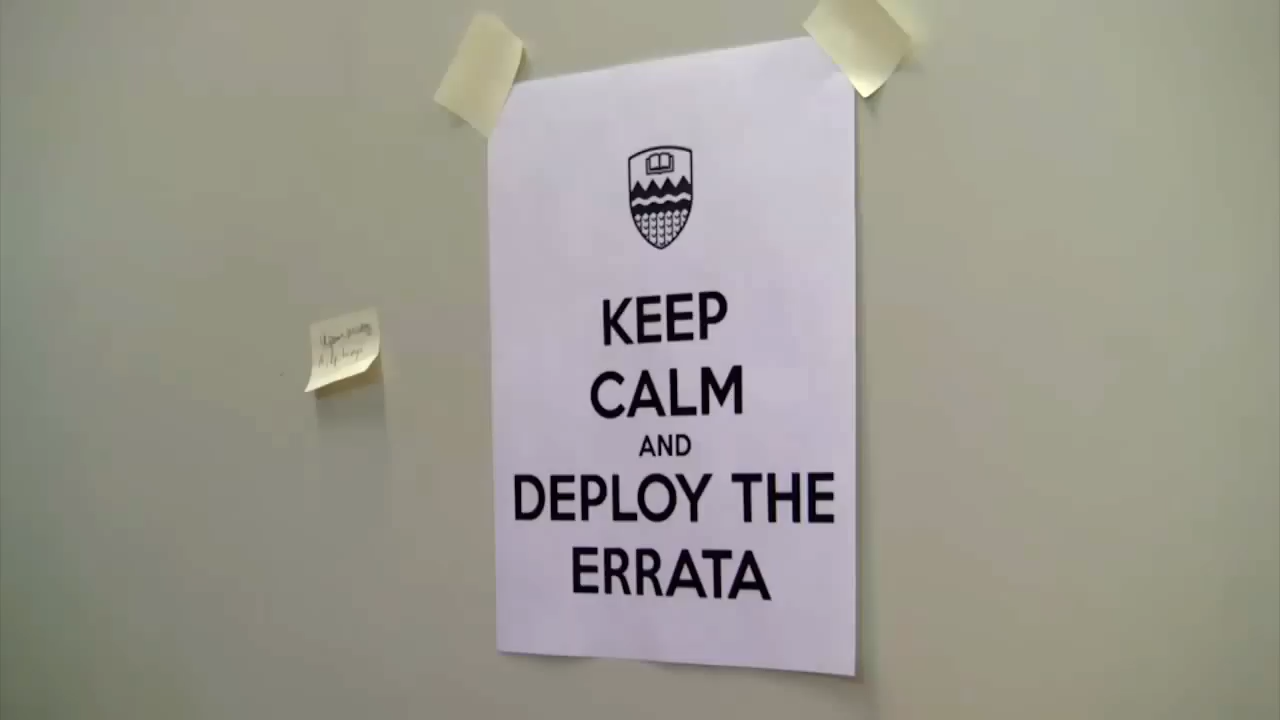 KEEP
CALM
AND
DEPLOY THE
ERRATA